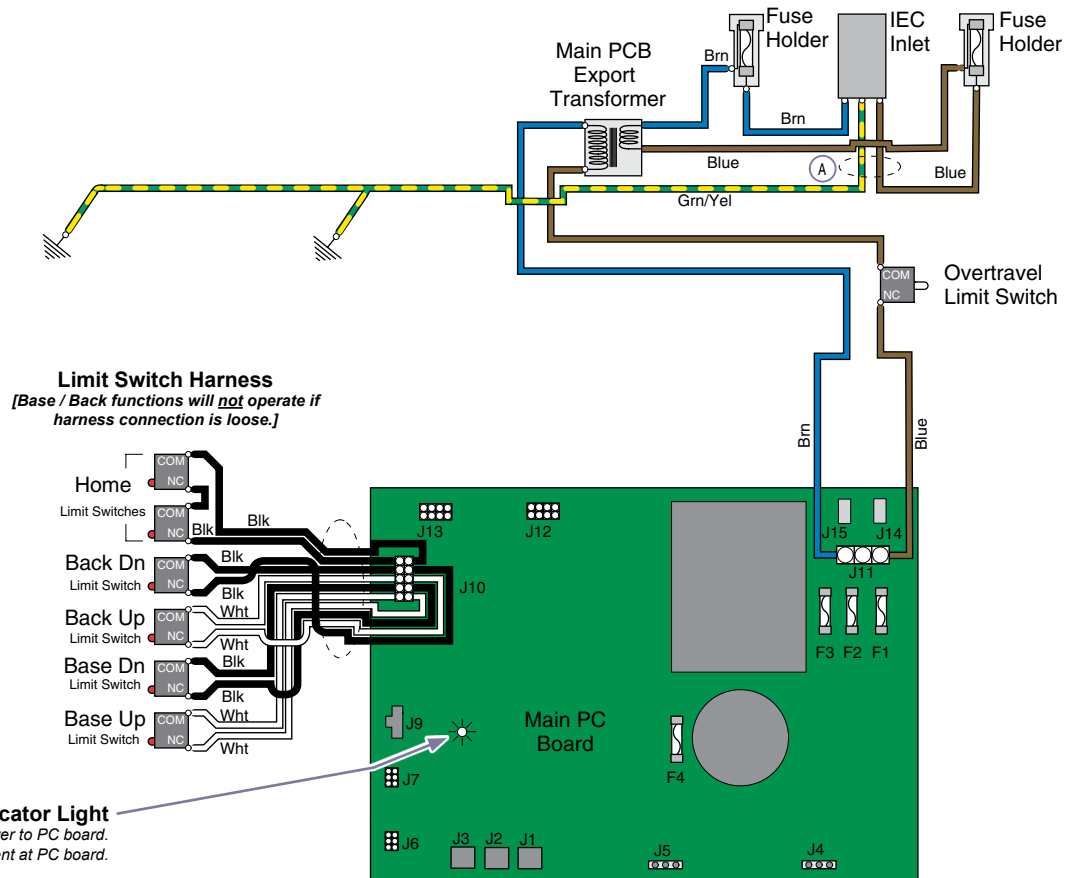 Fuse
Holder
IEC
Inlet
Fuse
Holder
Main PCB
Export
Transformer
Brn
Brn
Blue
A
Blue
Grn/Yel
COM
NC
Overtravel
Limit Switch
Limit Switch Harness
[Base / Back functions will not operate if
harness connection is loose.]
Brn
Blue
COM
NC
Home
Limit Switches
COM
NC
Blk
Blk
Back Dn
Limit Switch
COM
NC
Blk
Blk
Back Up
Limit Switch
COM
NC
Wht
Wht
Base Dn
Limit Switch
COM
NC
Blk
Blk
Base Up
Limit Switch
COM
NC
Wht
Wht
J13
J12
J15
J14
J11
J10
F3
F2
F1
J9
Main PC
Board
F4
J7
cator Light
er to PC board.
ent at PC board.
J6
J3
J2
J1
J5
J4